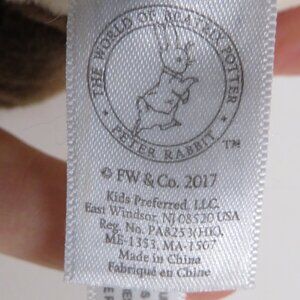 THE WORLD OF BEATRIX POTTER
PETER RABBIT
TM
© FW & Co. 2017
Kids Preferred, LLC.
East Windsor, NJ 08520 USA
Reg. No. PA8253(HK),
ME-1353, MA-1507
Made in China
Fabriqué en Chine